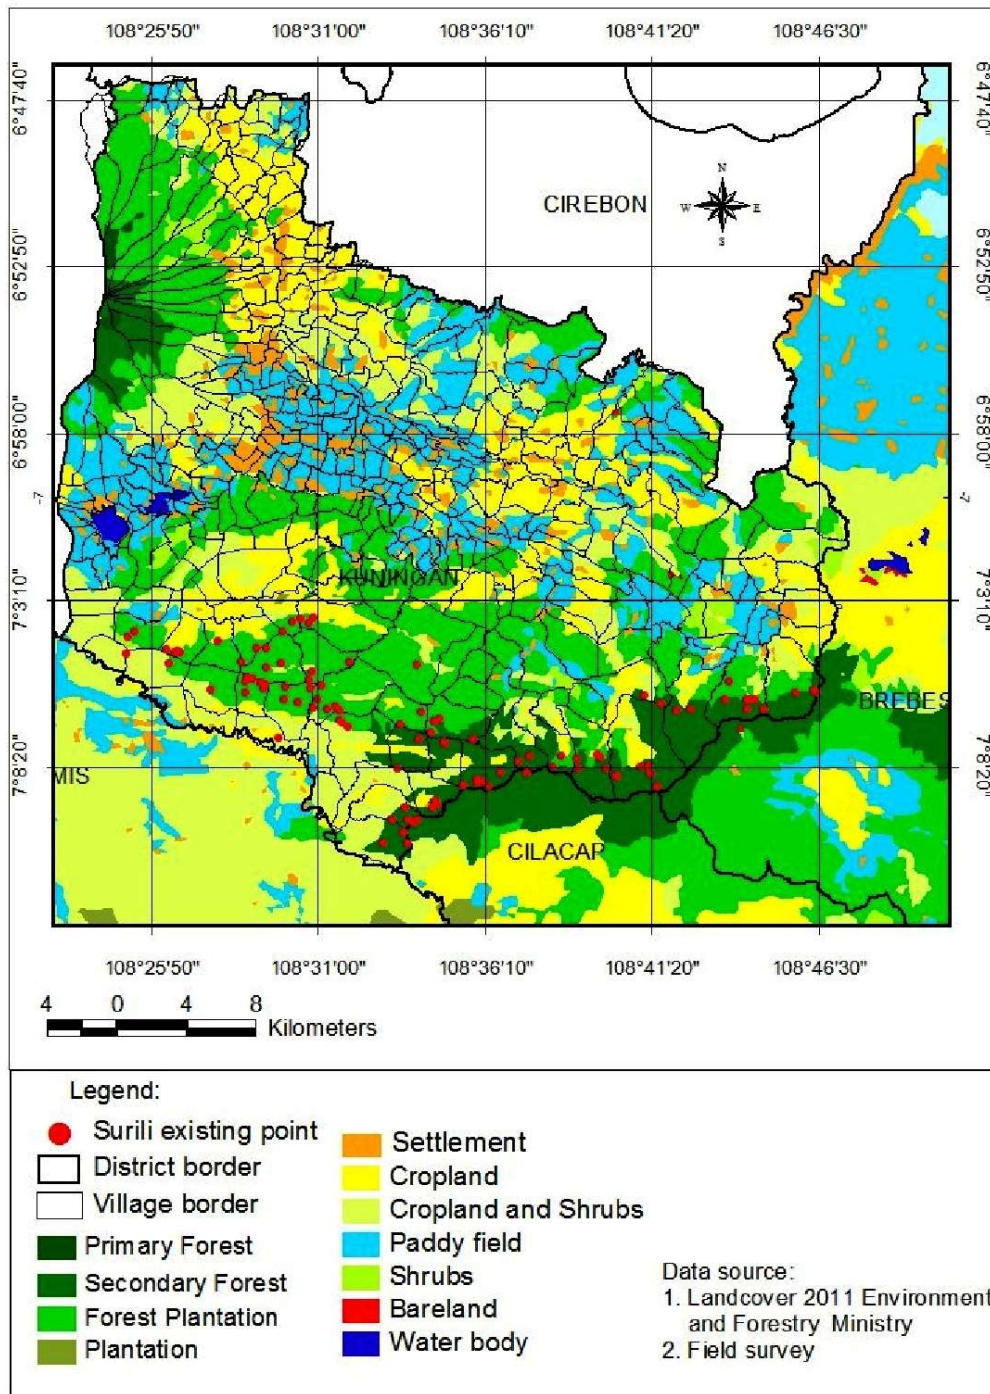 108°25'50" 108°31'00" 108°36'10" 108°41'20" 108°46'30"
6°47'40" 6°47'40"
N
CIREBON W E
S
6°52'50" 6°52'50"
6°58'00" 6°58'00"
-7 -7
KUNINGAN
7°3'10" 7°3'10"
BREBES
7°8'20" 7°8'20"
MIS
CILACAP
108°25'50" 108°31'00" 108°36'10" 108°41'20" 108°46'30"
4 0 4 8
Kilometers
Legend:
Surili existing point
District border
Village border
Primary Forest
Secondary Forest
Forest Plantation
Plantation
Settlement
Cropland
Cropland and Shrubs
Paddy field
Shrubs
Bareland
Water body
Data source:
1. Landcover 2011 Environment
and Forestry Ministry
2. Field survey